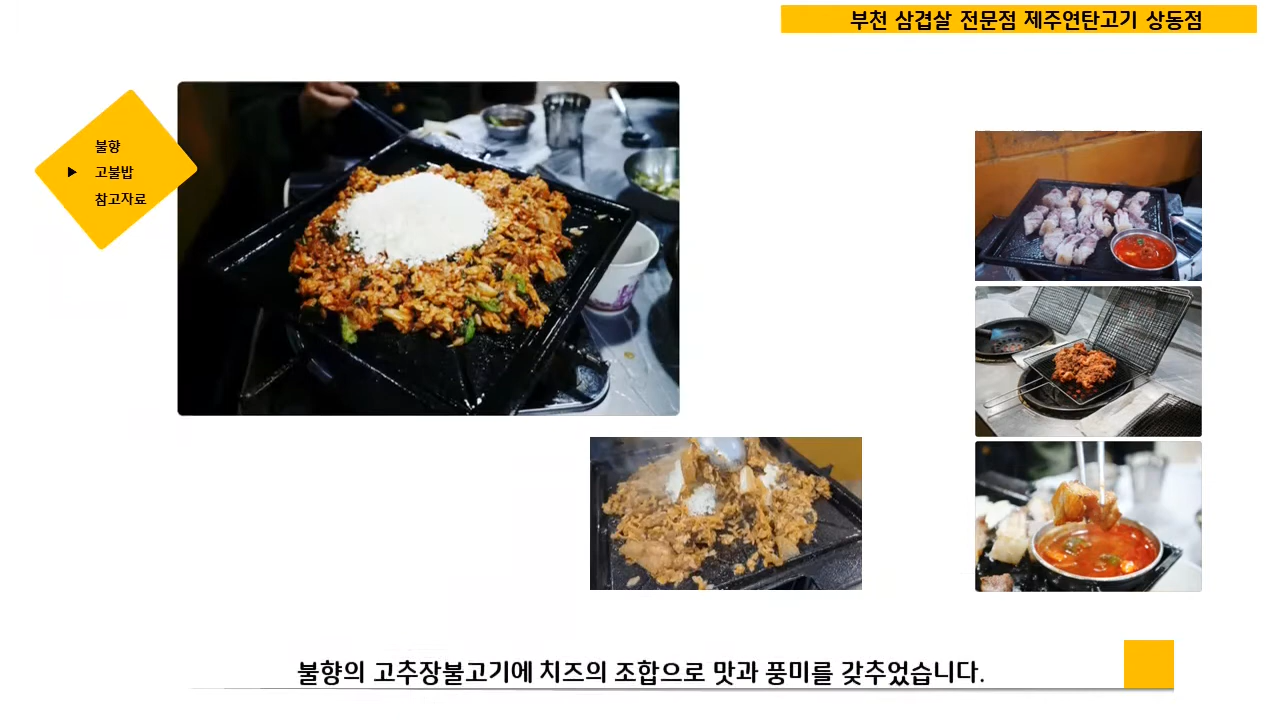 부천 삼겹살 전문점 제주연탄고기 상동점
불향
▶ 고불밥
참고자료
불향의 고추장불고기에 치즈의 조합으로 맛과 풍미를 갖추었습니다.